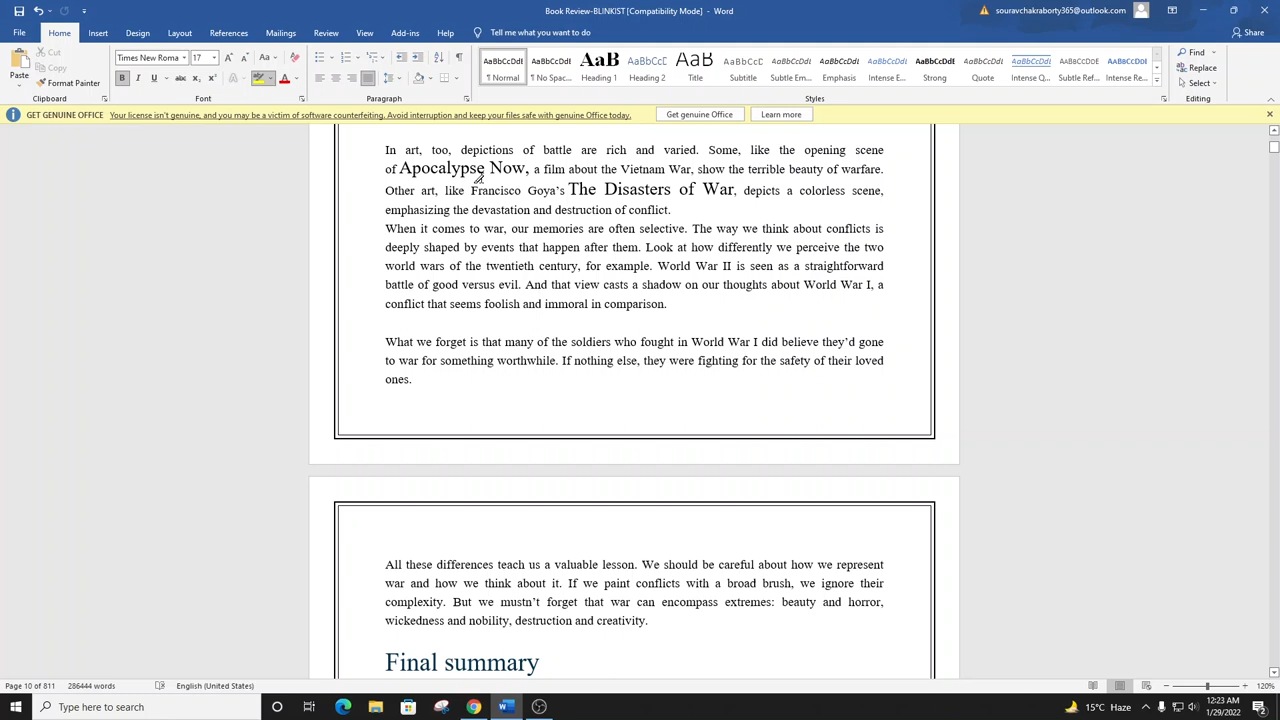 Book Borrority-BLINKIST (Compatibility Mode) - Word
souravchakraborty365@outlook.com
File Home Insert Design Layout References Mailings Review View Add-ins Help Tell me what you want to do Share
Paste
Cut
Copy
Format Painter
Clipboard
Times New Roma 17
Font
Paragraph
AaBbCcDdE AaBbCcDdE AaB AaBbCcD AaB AaBbCcD AaBbCcDdt AaBbCcDdt AaBbCcDdt AaBbCcDdE AaBbCcDdt AaBbCcDdt AaBbCcDdE AaBbCcDdt
¶ Normal ¶ No Spac... Heading 1 Heading 2 Title Subtitle Subtle Em... Emphasis Intense E... Strong Quote Intense Q... Subtle Ref... Intense Re...
Styles
Find
Replace
Select
Editing
GET GENUINE OFFICE Your license isn't genuine, and you may be a victim of software counterfeiting. Avoid interruption and keep your files safe with genuine Office today. Get genuine Office Learn more
In art, too, depictions of battle are rich and varied. Some, like the opening scene
of Apocalypse Now, a film about the Vietnam War, show the terrible beauty of warfare.
Other art, like Francisco Goya’s The Disasters of War, depicts a colorless scene,
emphasizing the devastation and destruction of conflict.
When it comes to war, our memories are often selective. The way we think about conflicts is
deeply shaped by events that happen after them. Look at how differently we perceive the two
world wars of the twentieth century, for example. World War II is seen as a straightforward
battle of good versus evil. And that view casts a shadow on our thoughts about World War I, a
conflict that seems foolish and immoral in comparison.
What we forget is that many of the soldiers who fought in World War I did believe they’d gone
to war for something worthwhile. If nothing else, they were fighting for the safety of their loved
ones.
All these differences teach us a valuable lesson. We should be careful about how we represent
war and how we think about it. If we paint conflicts with a broad brush, we ignore their
complexity. But we mustn’t forget that war can encompass extremes: beauty and horror,
wickedness and nobility, destruction and creativity.
Final summary
Page 10 of 811 286444 words English (United States) 120%
Type here to search
15°C Haze
12:23 AM
1/29/2022